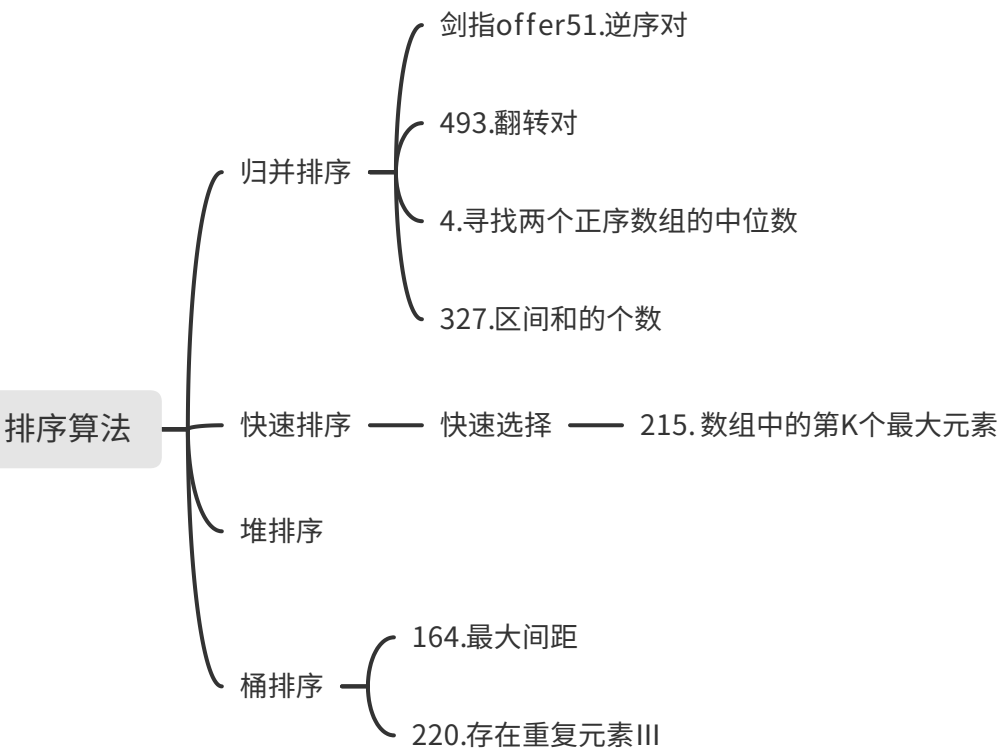 剑指offer51.逆序对
493.翻转对
归并排序
4.寻找两个正序数组的中位数
327.区间和的个数
排序算法
快速排序
快速选择
215. 数组中的第K个最大元素
堆排序
164.最大间距
桶排序
220.存在重复元素III